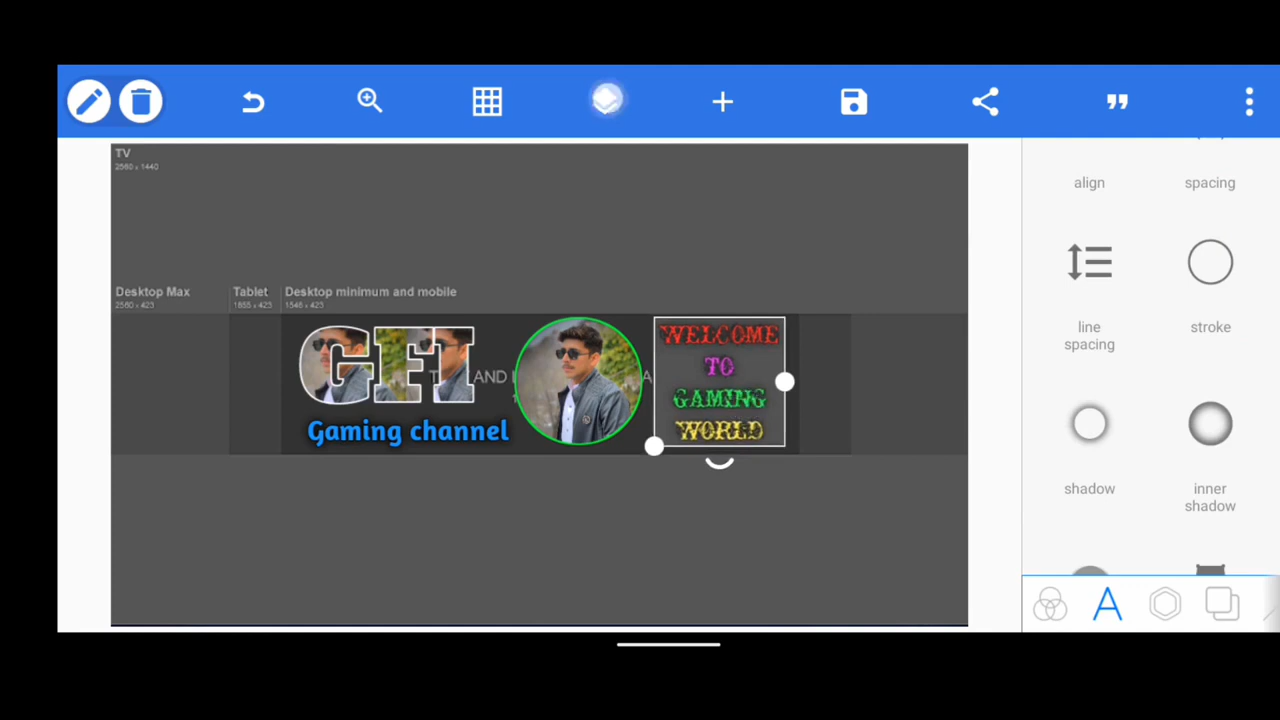 TV
2560 x 1440
align
spacing
Desktop Max
2560 x 423
Tablet
1855 x 423
Desktop minimum and mobile
1546 x 423
line
spacing
stroke
GFI
AND
WELCOME
TO
GAMING
WORLD
Gaming channel
shadow
inner
shadow